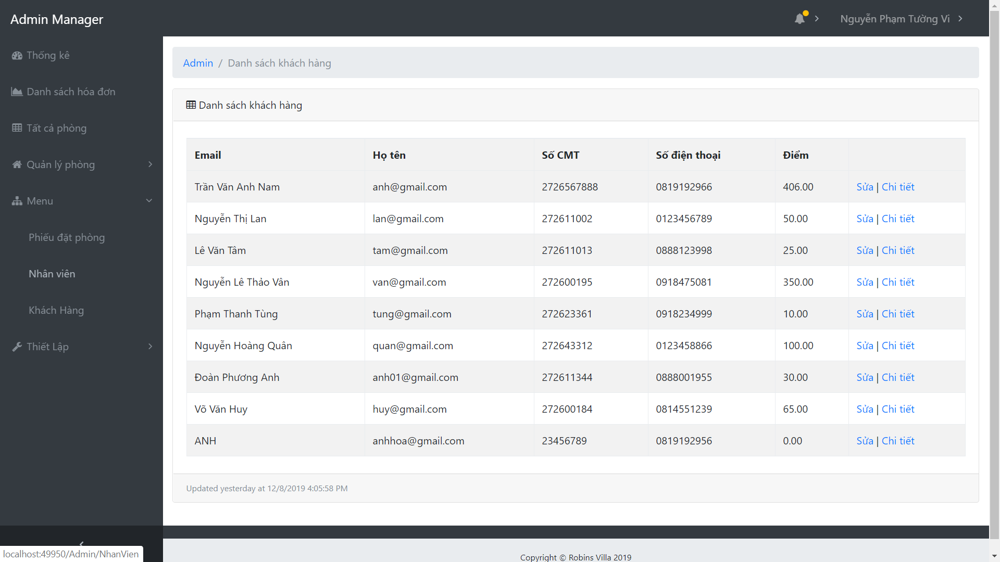 Admin Manager
Nguyễn Phạm Tường Vi
Thống kê
Danh sách hóa đơn
Tất cả phòng
Quản lý phòng
Menu
Phiếu đặt phòng
Nhân viên
Khách Hàng
Thiết Lập
Admin / Danh sách khách hàng
Danh sách khách hàng
Email Họ tên Số CMT Số điện thoại Điểm
Trần Văn Anh Nam anh@gmail.com 2726567888 0819192966 406.00 Sửa | Chi tiết
Nguyễn Thị Lan lan@gmail.com 272611002 0123456789 50.00 Sửa | Chi tiết
Lê Văn Tâm tam@gmail.com 272611013 0888123998 25.00 Sửa | Chi tiết
Nguyễn Lê Thảo Vân van@gmail.com 272600195 0918475081 350.00 Sửa | Chi tiết
Phạm Thanh Tùng tung@gmail.com 272623361 0918234999 10.00 Sửa | Chi tiết
Nguyễn Hoàng Quân quan@gmail.com 272643312 0123458866 100.00 Sửa | Chi tiết
Đoàn Phương Anh anh01@gmail.com 272611344 0888001955 30.00 Sửa | Chi tiết
Võ Văn Huy huy@gmail.com 272600184 0814551239 65.00 Sửa | Chi tiết
ANH anhhoa@gmail.com 23456789 0819192956 0.00 Sửa | Chi tiết
Updated yesterday at 12/8/2019 4:05:58 PM
localhost:49950/Admin/NhanVien
Copyright © Robins Villa 2019